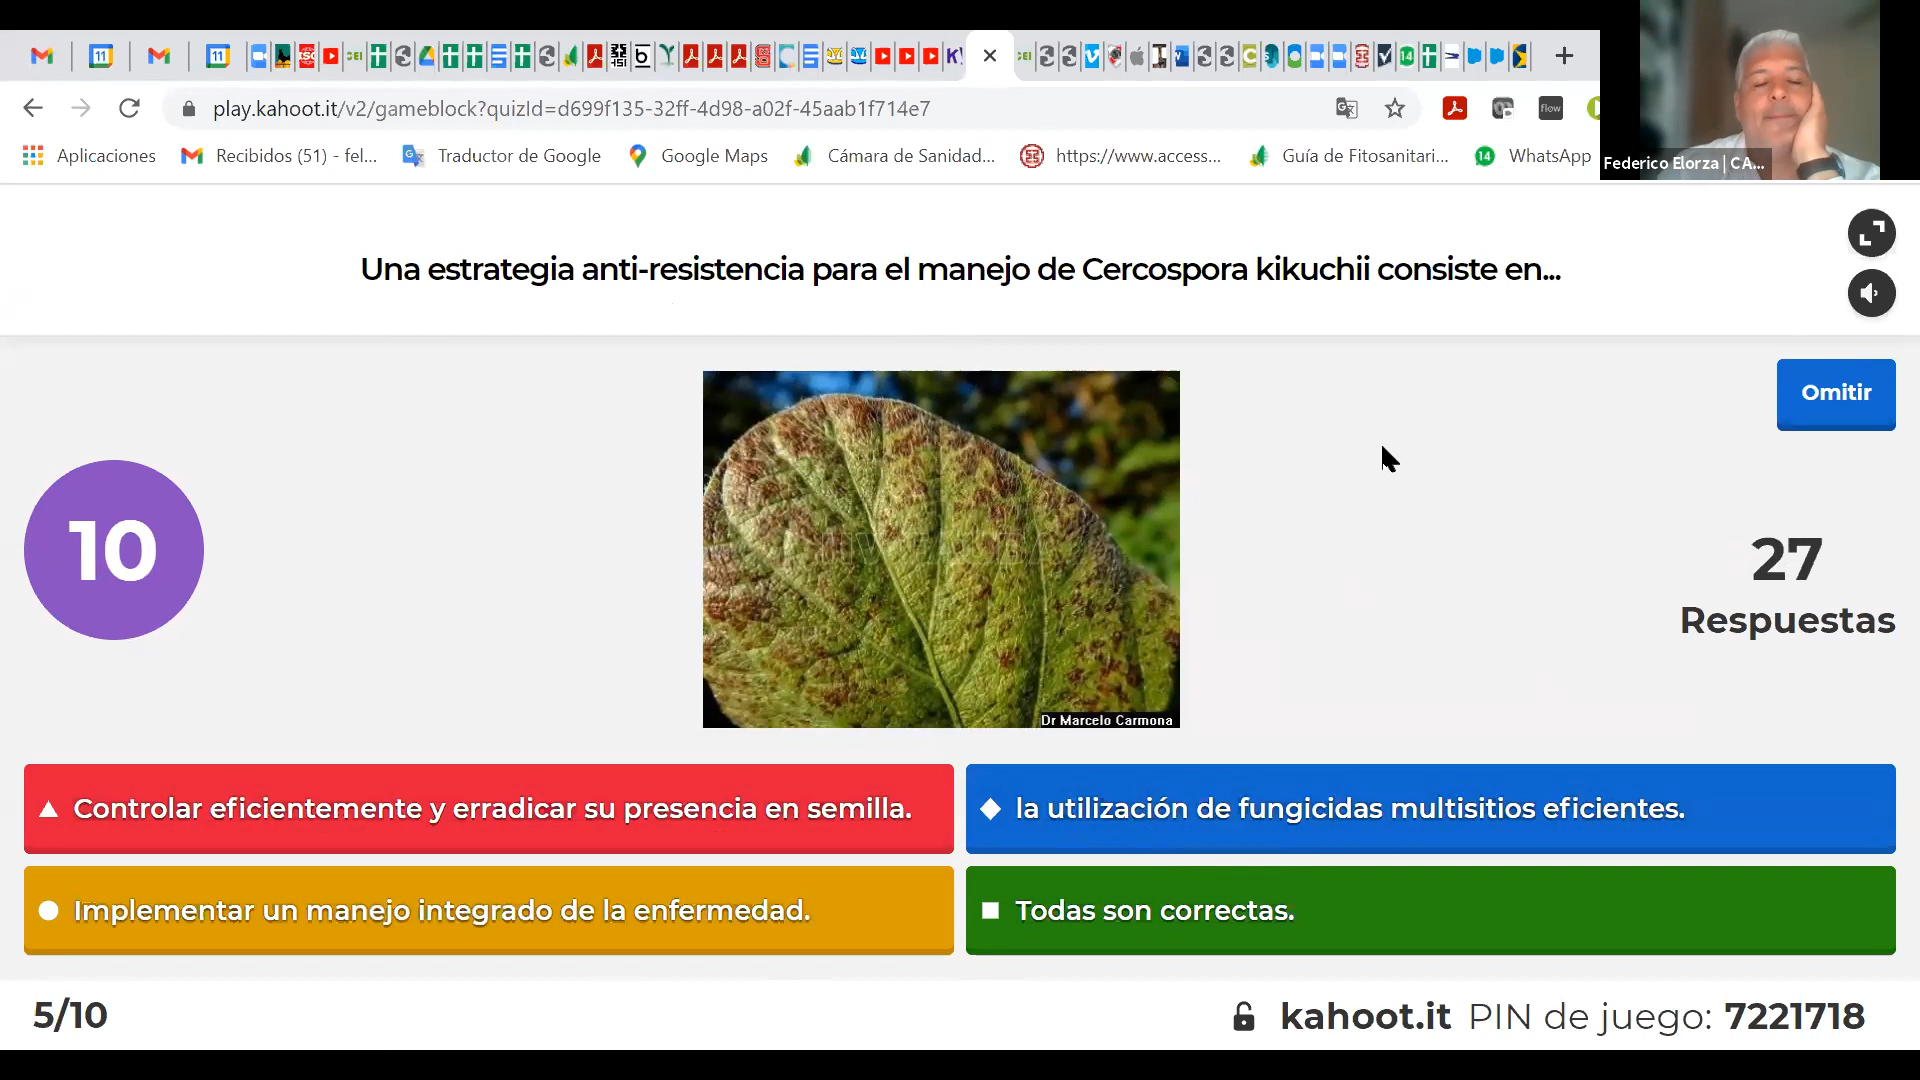 play.kahoot.it/v2/gameblock?quizId=d699f135-32ff-4d98-a02f-45aab1f714e7
flow
Aplicaciones
Recibidos (51) - fel...
Traductor de Google
Google Maps
Cámara de Sanidad...
https://www.access...
Guía de Fitosanitari...
14
WhatsApp
Federico Elorza | CA...
Una estrategia anti-resistencia para el manejo de Cercospora kikuchii consiste en...
Omitir
10
27
Respuestas
Dr Marcelo Carmona
Controlar eficientemente y erradicar su presencia en semilla.
la utilización de fungicidas multisitios eficientes.
Implementar un manejo integrado de la enfermedad.
Todas son correctas.
5/10
kahoot.it PIN de juego: 7221718